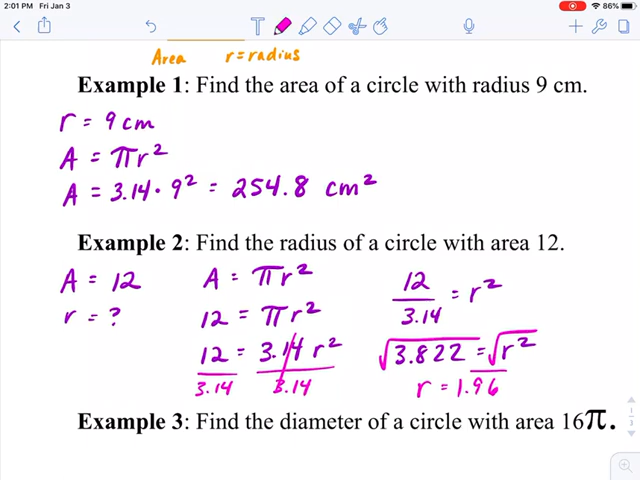 2:01 PM Fri Jan 3
86%
Area r = radius
Example 1: Find the area of a circle with radius 9 cm.
r = 9 cm
A = πr²
A = 3.14 · 9² = 254.8 cm²
Example 2: Find the radius of a circle with area 12.
A = 12 A = πr² 12/3.14 = r²
r = ? 12 = πr²
12 = 3.14 r² √3.822 = √r²
3.14 3.14 r = 1.96
Example 3: Find the diameter of a circle with area 16π.
1/3